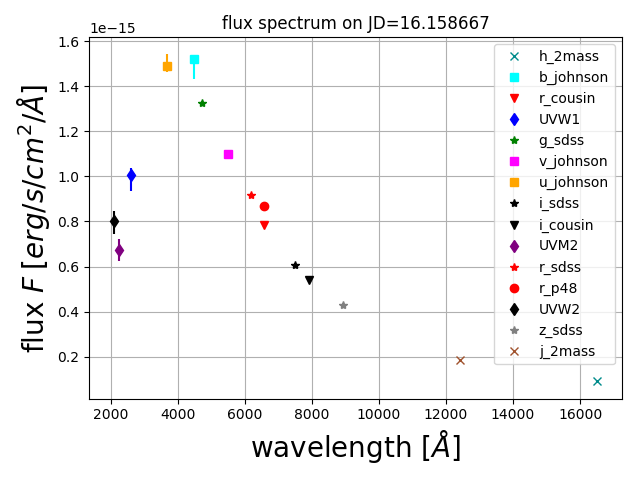 flux spectrum on JD=16.158667
1e−15
1.6
1.4
1.2
1.0
0.8
0.6
0.4
0.2
flux F [erg/s/cm²/Å]
h_2mass
b_johnson
r_cousin
UVW1
g_sdss
v_johnson
u_johnson
i_sdss
i_cousin
UVM2
r_sdss
r_p48
UVW2
z_sdss
j_2mass
2000 4000 6000 8000 10000 12000 14000 16000
wavelength [Å]